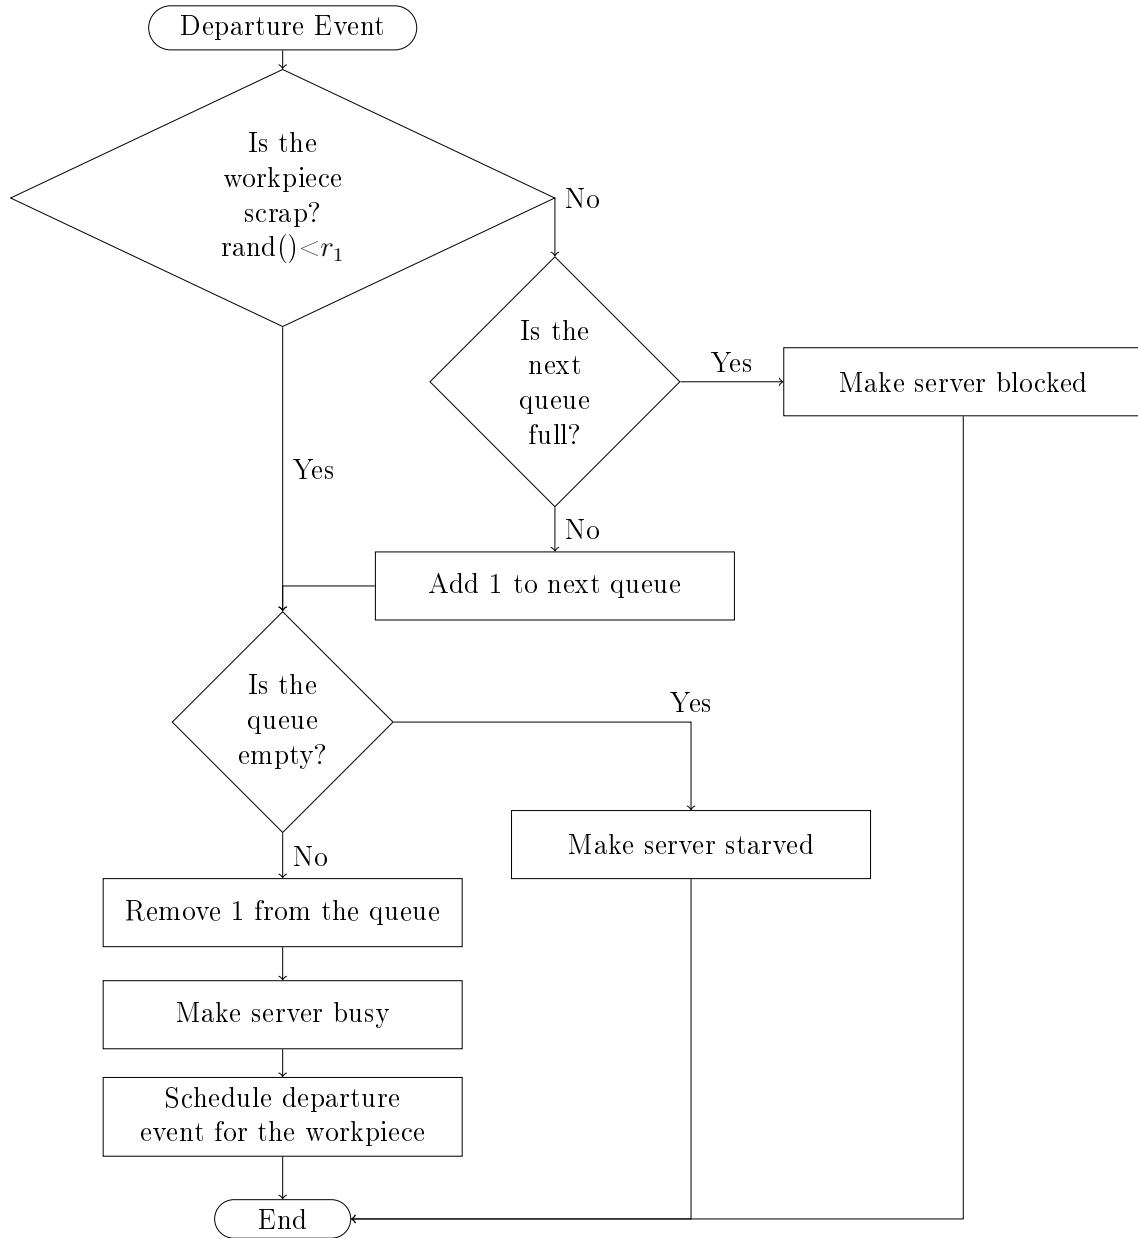 Departure Event
Is the
workpiece
scrap?
rand()<r₁
No
Is the
next
queue
full?
Yes
Make server blocked
Yes
No
Add 1 to next queue
Is the
queue
empty?
Yes
Make server starved
No
Remove 1 from the queue
Make server busy
Schedule departure
event for the workpiece
End